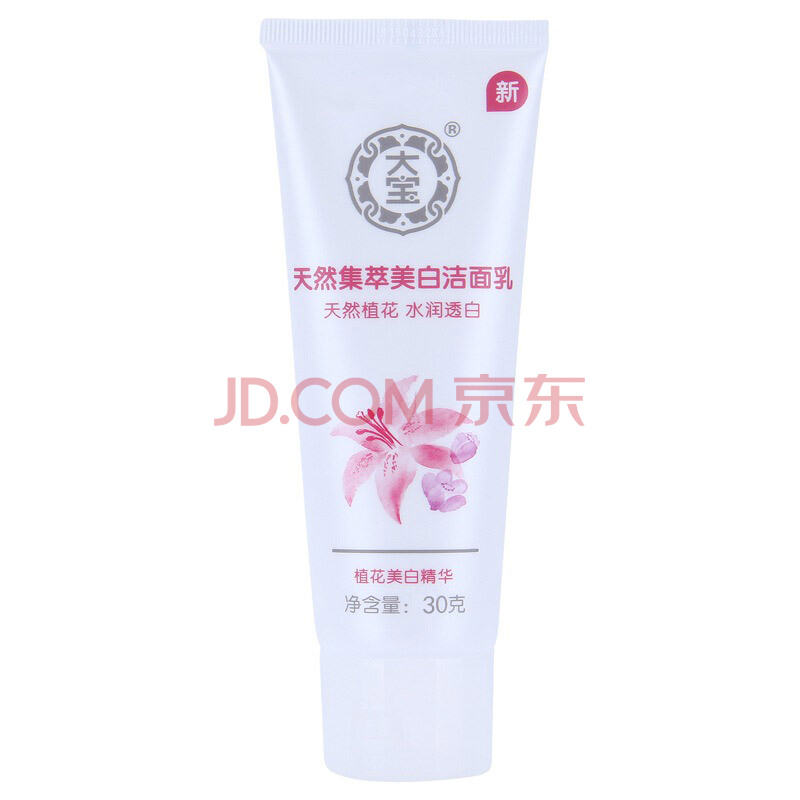 新
大宝
®
天然集萃美白洁面乳
天然植花 水润透白
JD.COM 京东
植花美白精华
净含量：30克